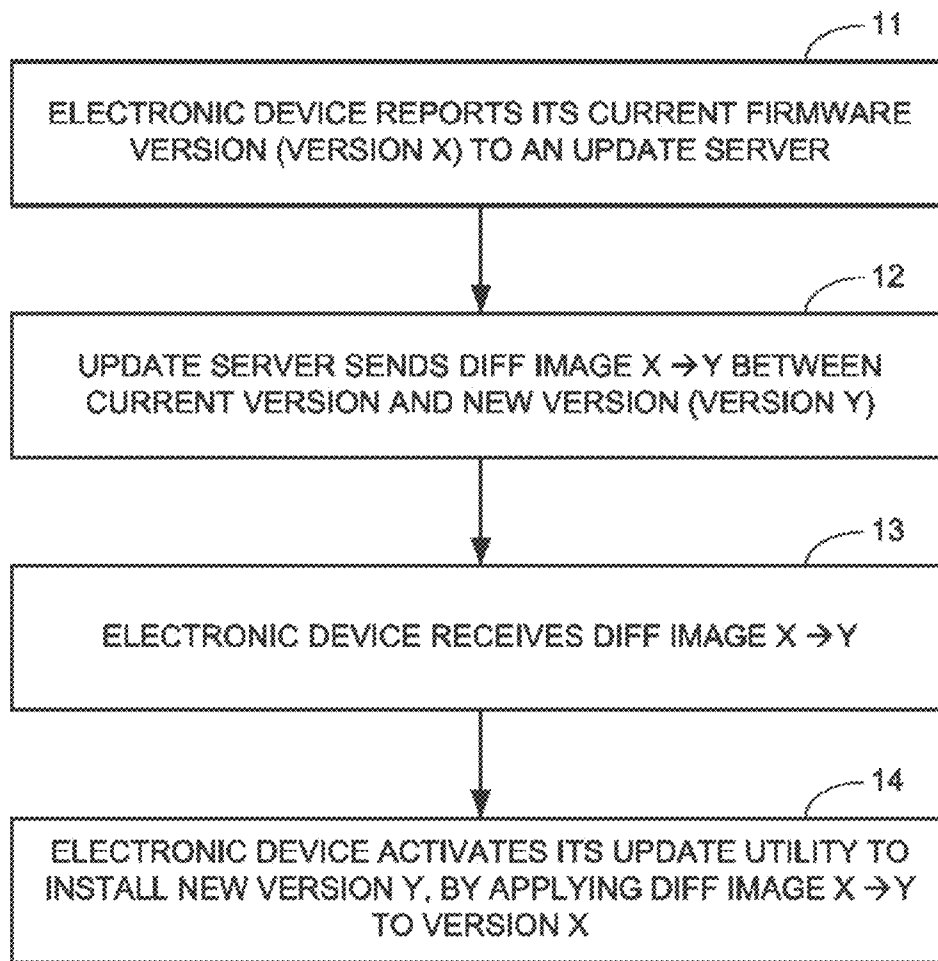 11
ELECTRONIC DEVICE REPORTS ITS CURRENT FIRMWARE
VERSION (VERSION X) TO AN UPDATE SERVER
12
UPDATE SERVER SENDS DIFF IMAGE X → Y BETWEEN
CURRENT VERSION AND NEW VERSION (VERSION Y)
13
ELECTRONIC DEVICE RECEIVES DIFF IMAGE X → Y
14
ELECTRONIC DEVICE ACTIVATES ITS UPDATE UTILITY TO
INSTALL NEW VERSION Y, BY APPLYING DIFF IMAGE X → Y
TO VERSION X